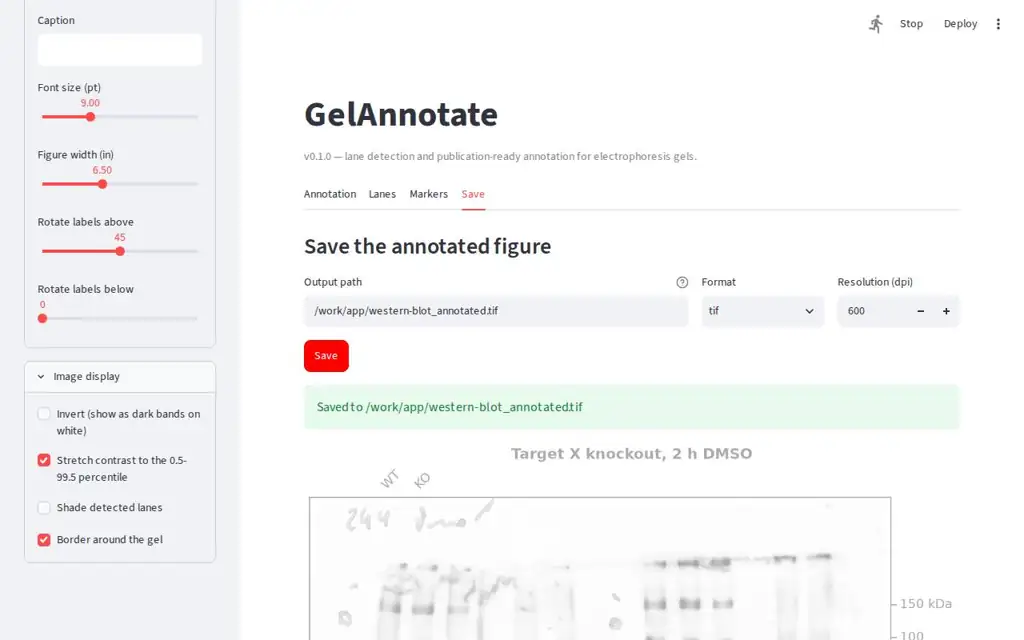 Caption
Font size (pt)
9.00
Figure width (in)
6.50
Rotate labels above
45
Rotate labels below
0
Image display
Invert (show as dark bands on
white)
Stretch contrast to the 0.5-
99.5 percentile
Shade detected lanes
Border around the gel
Stop
Deploy
GelAnnotate
v0.1.0 — lane detection and publication-ready annotation for electrophoresis gels.
Annotation Lanes Markers Save
Save the annotated figure
Output path Format Resolution (dpi)
/work/app/western-blot_annotated.tif tif 600
Save
Saved to /work/app/western-blot_annotated.tif
Target X knockout, 2 h DMSO
WT KO
244
150 kDa
100